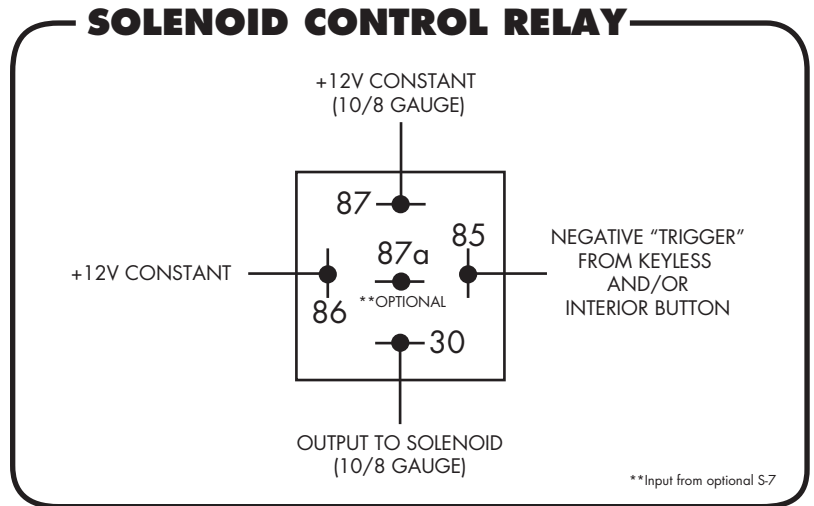 SOLENOID CONTROL RELAY
+12V CONSTANT
(10/8 GAUGE)
87
85
87a
**OPTIONAL
+12V CONSTANT
86
NEGATIVE “TRIGGER”
FROM KEYLESS
AND/OR
INTERIOR BUTTON
30
OUTPUT TO SOLENOID
(10/8 GAUGE)
**Input from optional S-7